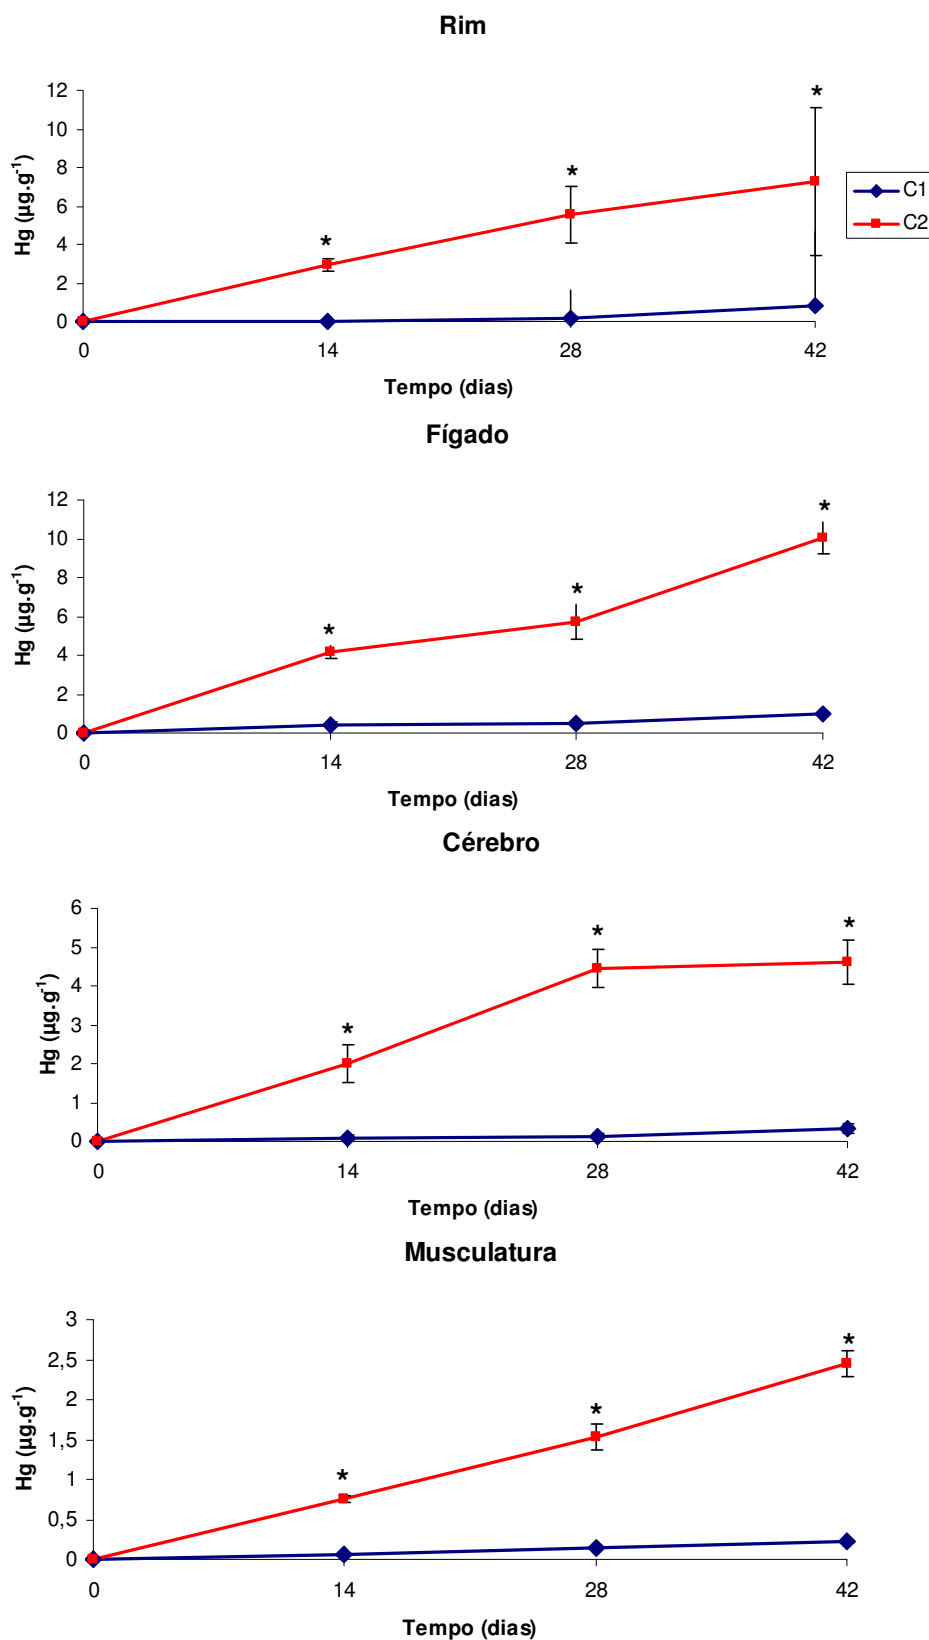 Rim
12
10
8
6
4
2
0
Hg (µg.g-1)
*
*
*
C1
C2
0 14 28 42
Tempo (dias)
Fígado
12
10
8
6
4
2
0
Hg (µg.g-1)
*
*
*
0 14 28 42
Tempo (dias)
Cérebro
6
5
4
3
2
1
0
Hg (µg.g-1)
*
*
*
0 14 28 42
Tempo (dias)
Musculatura
3
2,5
2
1,5
1
0,5
0
Hg (µg.g-1)
*
*
*
0 14 28 42
Tempo (dias)